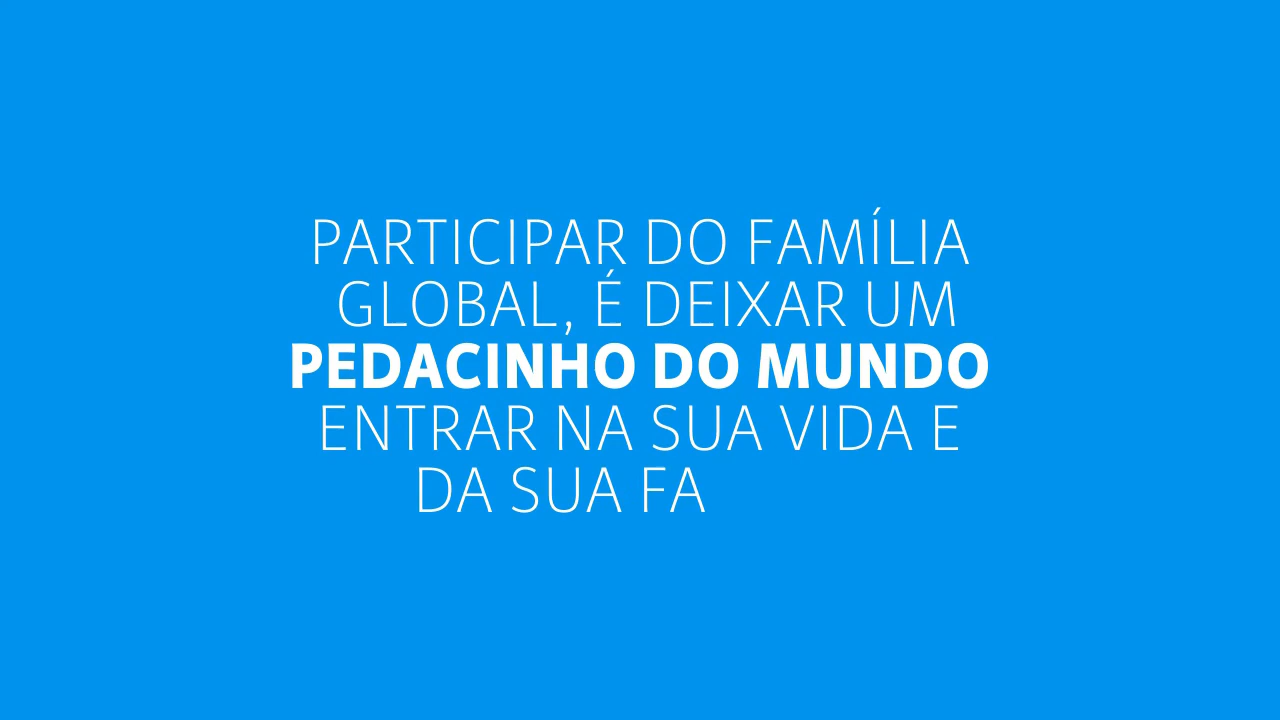 PARTICIPAR DO FAMÍLIA
GLOBAL, É DEIXAR UM
PEDACINHO DO MUNDO
ENTRAR NA SUA VIDA E
DA SUA FA